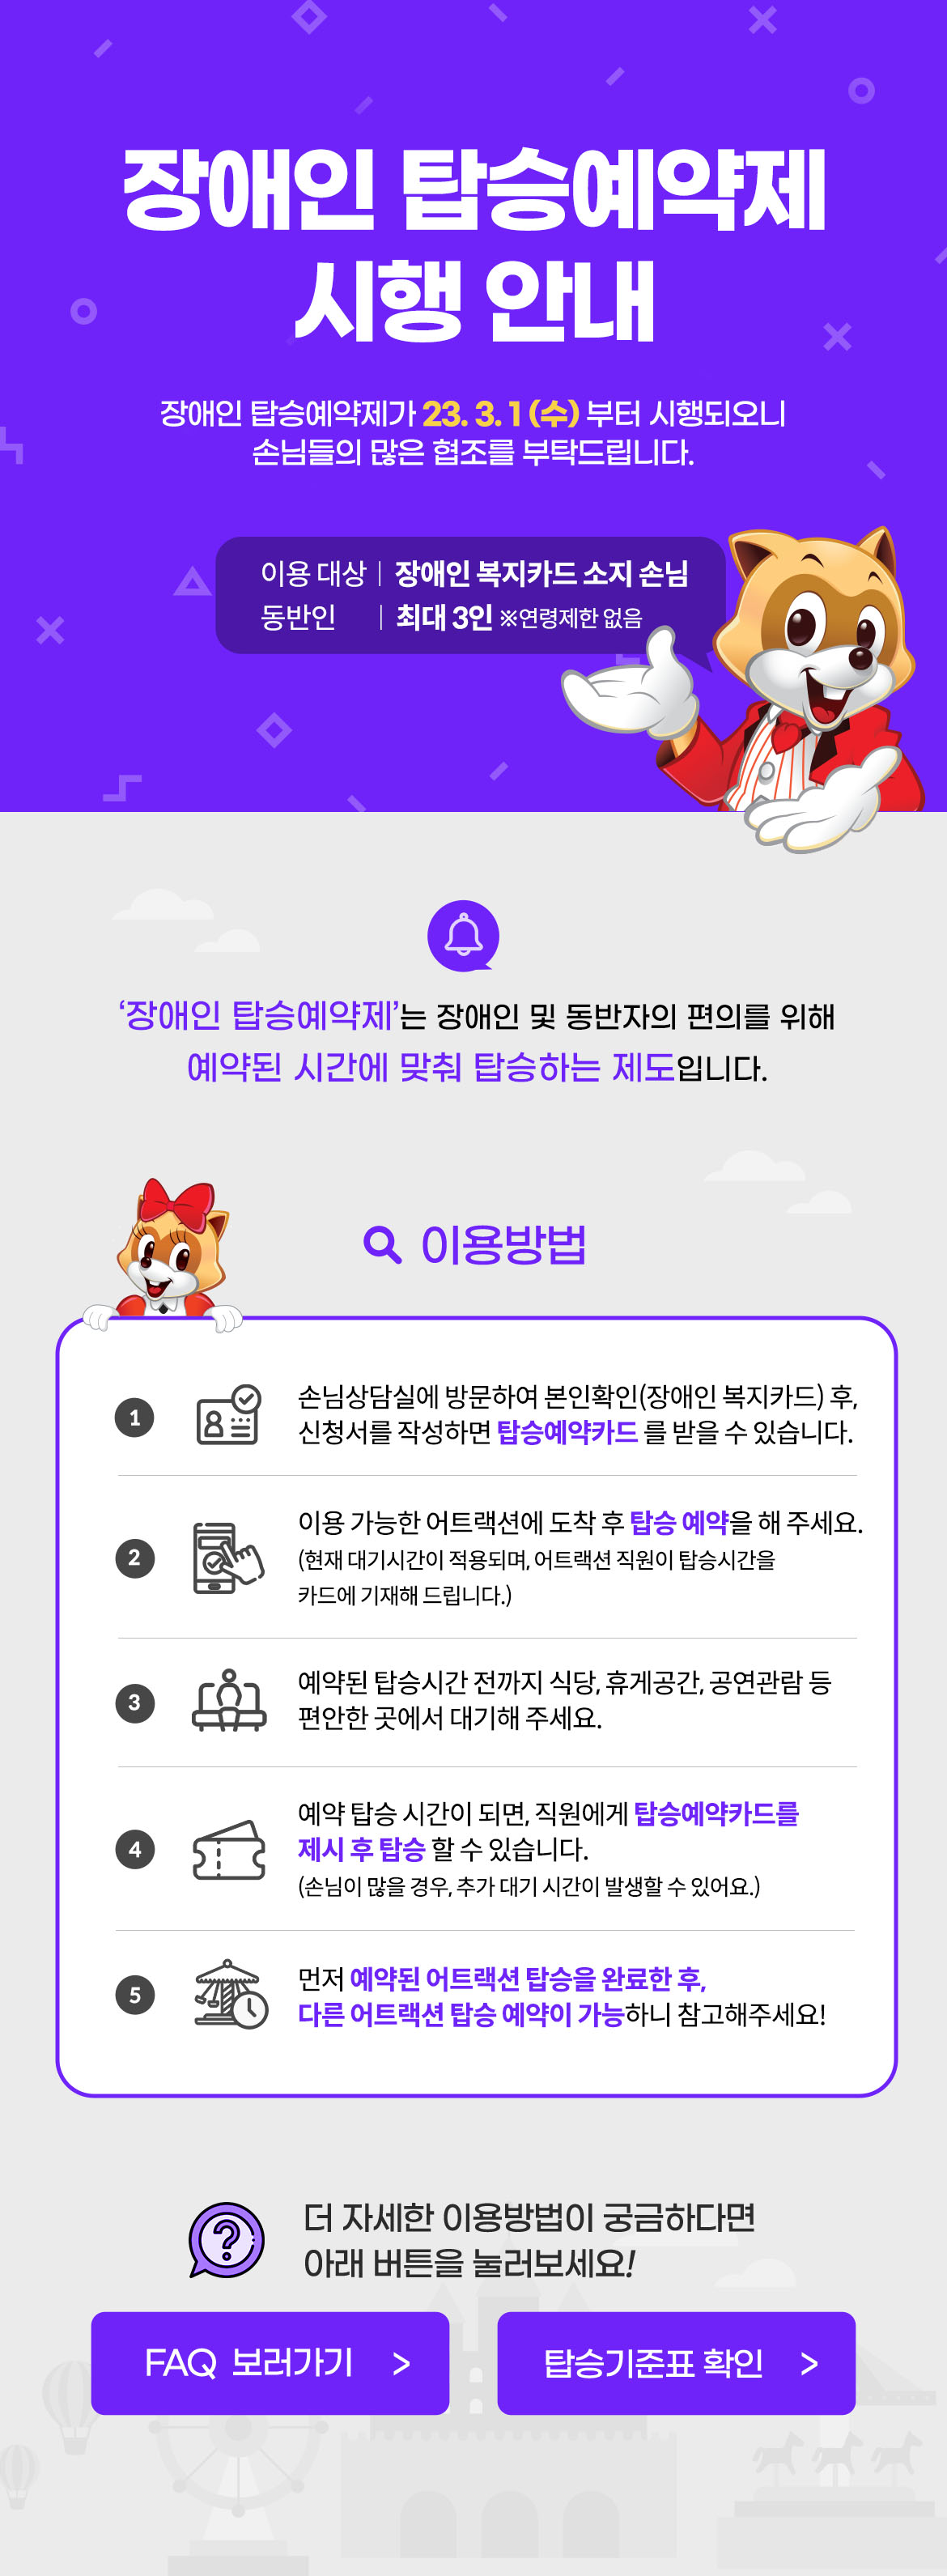 장애인 탑승예약제
시행 안내
장애인 탑승예약제가 23. 3. 1 (수) 부터 시행되오니
손님들의 많은 협조를 부탁드립니다.
이용 대상 | 장애인 복지카드 소지 손님
동반인 | 최대 3인 ※연령제한 없음
‘장애인 탑승예약제’는 장애인 및 동반자의 편의를 위해
예약된 시간에 맞춰 탑승하는 제도입니다.
이용방법
1
손님상담실에 방문하여 본인확인(장애인 복지카드) 후,
신청서를 작성하면 탑승예약카드 를 받을 수 있습니다.
2
이용 가능한 어트랙션에 도착 후 탑승 예약을 해 주세요.
(현재 대기시간이 적용되며, 어트랙션 직원이 탑승시간을
카드에 기재해 드립니다.)
3
예약된 탑승시간 전까지 식당, 휴게공간, 공연관람 등
편안한 곳에서 대기해 주세요.
4
예약 탑승 시간이 되면, 직원에게 탑승예약카드를
제시 후 탑승 할 수 있습니다.
(손님이 많을 경우, 추가 대기 시간이 발생할 수 있어요.)
5
먼저 예약된 어트랙션 탑승을 완료한 후,
다른 어트랙션 탑승 예약이 가능하니 참고해주세요!
?
더 자세한 이용방법이 궁금하다면
아래 버튼을 눌러보세요!
FAQ 보러가기 >
탑승기준표 확인 >